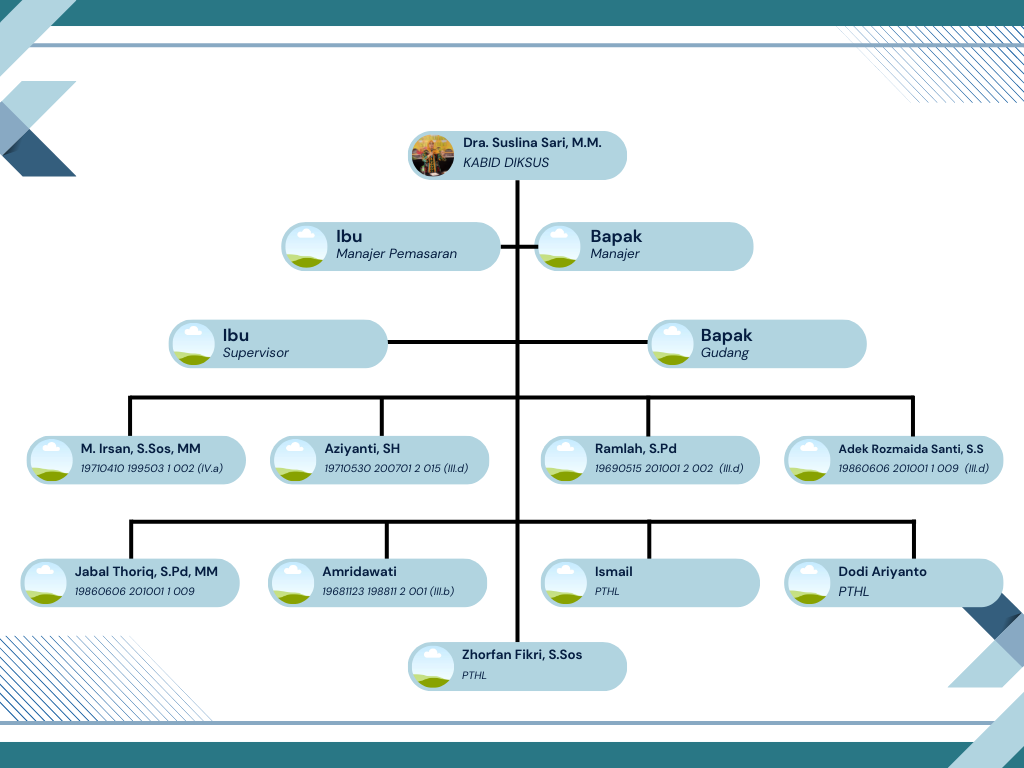 Dra. Suslina Sari, M.M.
KABID DIKSUS
Ibu
Manajer Pemasaran
Bapak
Manajer
Ibu
Supervisor
Bapak
Gudang
M. Irsan, S.Sos, MM
19710410 199503 1 002 (IV.a)
Aziyanti, SH
19710530 200701 2 015 (III.d)
Ramlah, S.Pd
19690515 201001 2 002 (III.d)
Adek Rozmaida Santi, S.S
19860606 201001 1 009 (III.d)
Jabal Thoriq, S.Pd, MM
19860606 201001 1 009
Amridawati
19681123 198811 2 001 (III.b)
Ismail
PTHL
Dodi Ariyanto
PTHL
Zhorfan Fikri, S.Sos
PTHL